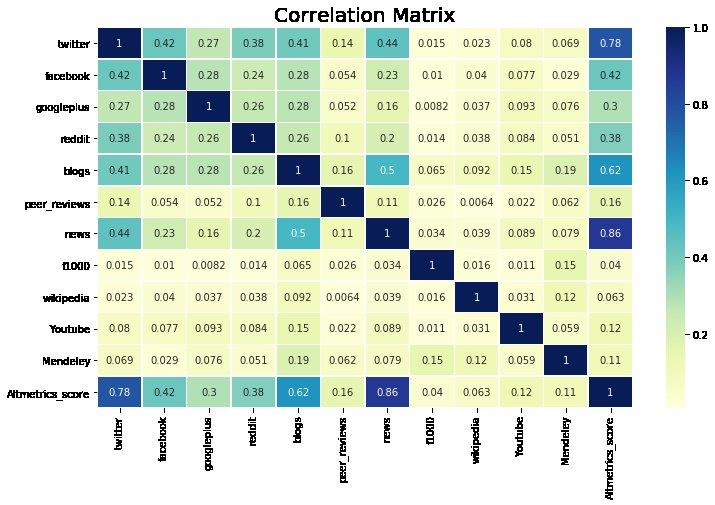 Correlation Matrix
twitter 1 0.42 0.27 0.38 0.41 0.14 0.44 0.015 0.023 0.08 0.069 0.78
facebook 0.42 1 0.28 0.24 0.28 0.054 0.23 0.01 0.04 0.077 0.029 0.42
googleplus 0.27 0.28 1 0.26 0.28 0.052 0.16 0.0082 0.037 0.093 0.076 0.3
reddit 0.38 0.24 0.26 1 0.26 0.1 0.2 0.014 0.038 0.084 0.051 0.38
blogs 0.41 0.28 0.28 0.26 1 0.16 0.5 0.065 0.092 0.15 0.19 0.62
peer_reviews 0.14 0.054 0.052 0.1 0.16 1 0.11 0.026 0.0064 0.022 0.062 0.16
news 0.44 0.23 0.16 0.2 0.5 0.11 1 0.034 0.039 0.089 0.079 0.86
f1000 0.015 0.01 0.0082 0.014 0.065 0.026 0.034 1 0.016 0.011 0.15 0.04
wikipedia 0.023 0.04 0.037 0.038 0.092 0.0064 0.039 0.016 1 0.031 0.12 0.063
Youtube 0.08 0.077 0.093 0.084 0.15 0.022 0.089 0.011 0.031 1 0.059 0.12
Mendeley 0.069 0.029 0.076 0.051 0.19 0.062 0.079 0.15 0.12 0.059 1 0.11
Altmetrics_score 0.78 0.42 0.3 0.38 0.62 0.16 0.86 0.04 0.063 0.12 0.11 1
twitter facebook googleplus reddit blogs peer_reviews news f1000 wikipedia Youtube Mendeley Altmetrics_score
1.0
0.8
0.6
0.4
0.2